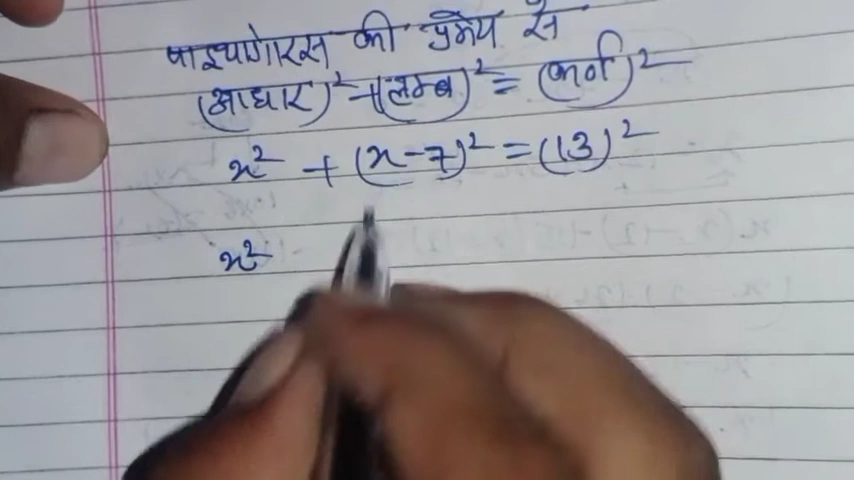 पाइथागोरस की प्रमेय से
(आधार)² + (लम्ब)² = (कर्ण)²
x² + (x-7)² = (13)²
x²